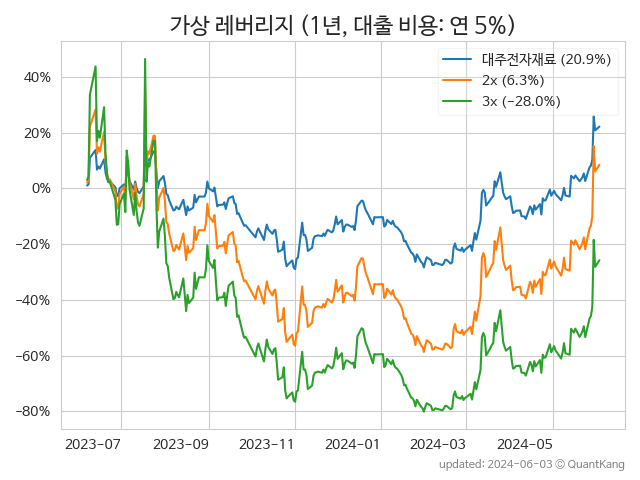 가상 레버리지 (1년, 대출 비용: 연 5%)
대주전자재료 (20.9%)
2x (6.3%)
3x (−28.0%)
40%
20%
0%
−20%
−40%
−60%
−80%
2023-07 2023-09 2023-11 2024-01 2024-03 2024-05
updated: 2024-06-03 ⓒ QuantKang